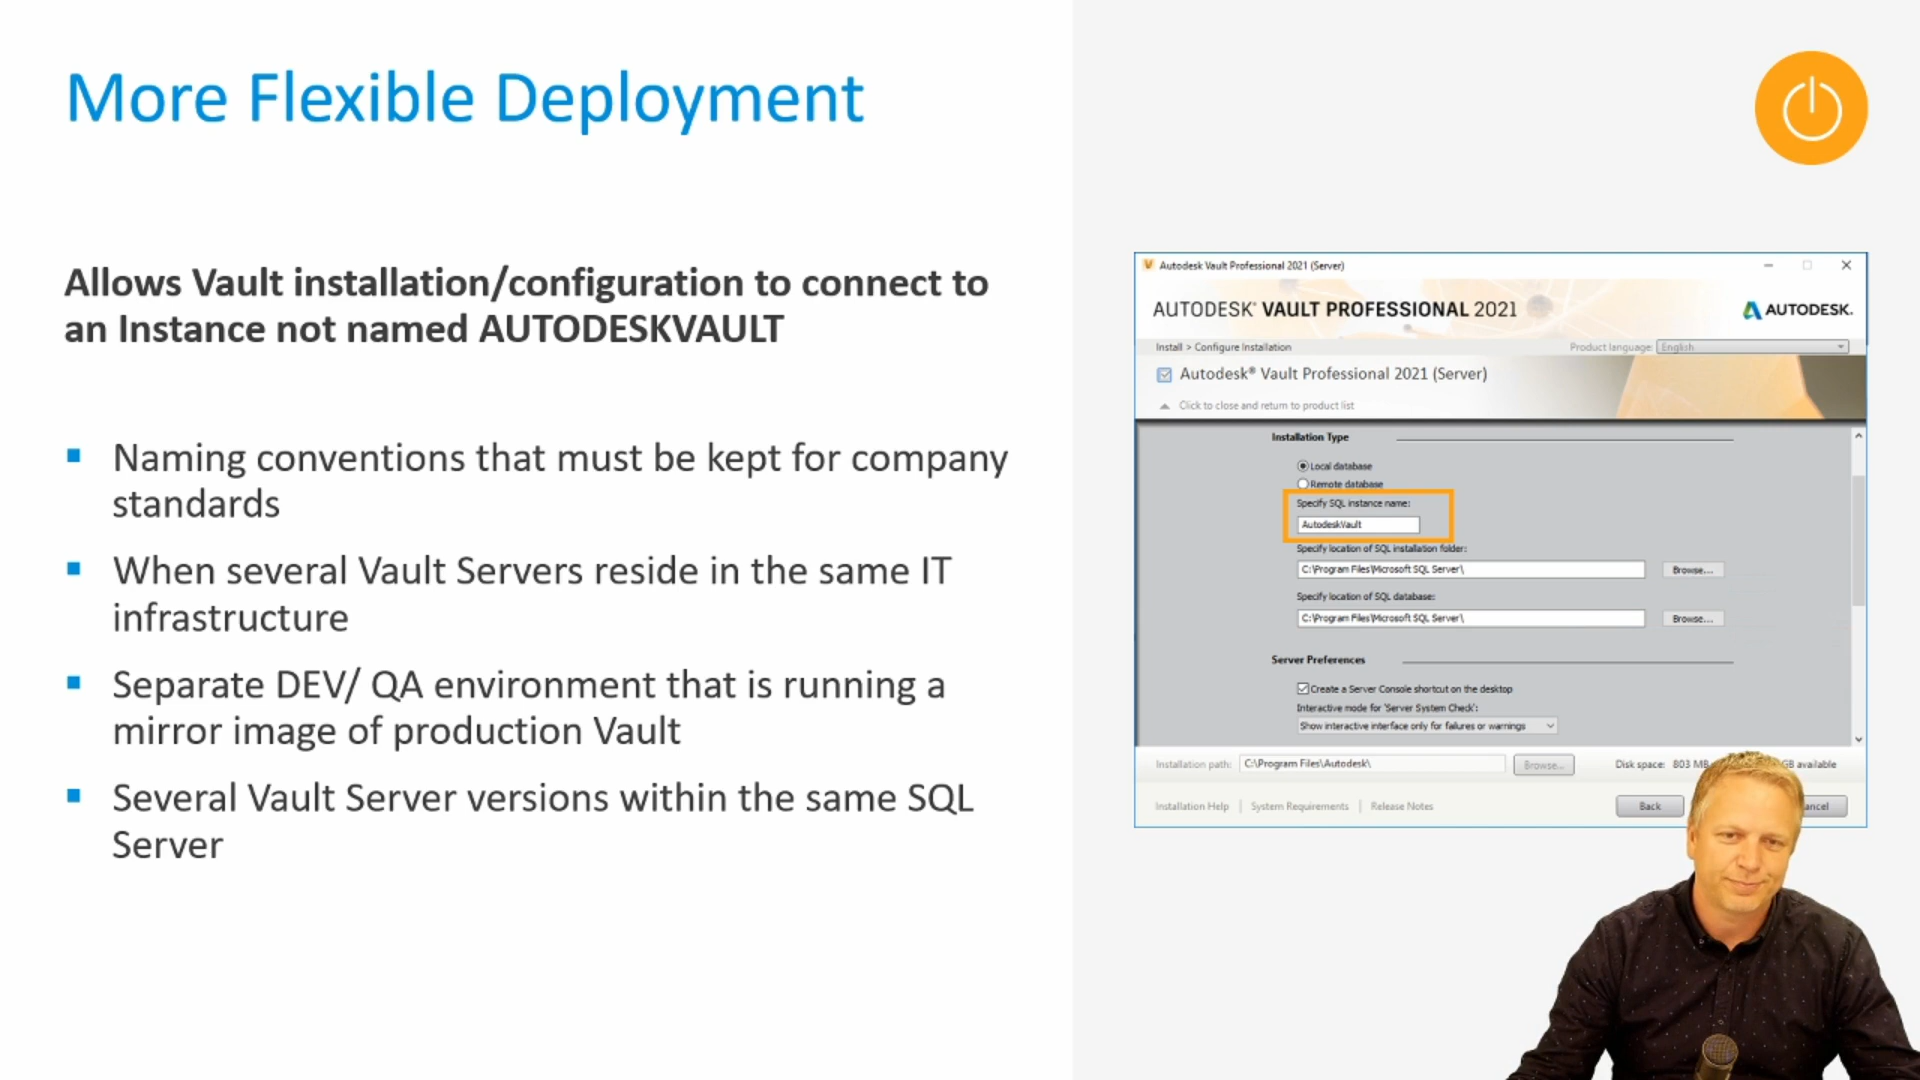 More Flexible Deployment
Allows Vault installation/configuration to connect to
an Instance not named AUTODESKVAULT
Naming conventions that must be kept for company
standards
When several Vault Servers reside in the same IT
infrastructure
Separate DEV/ QA environment that is running a
mirror image of production Vault
Several Vault Server versions within the same SQL
Server
Autodesk Vault Professional 2021 (Server)
AUTODESK® VAULT PROFESSIONAL 2021
AUTODESK.
Install > Configure Installation
Product language: English
Autodesk® Vault Professional 2021 (Server)
Click to close and return to product list
Installation Type
Local database
Remote database
Specify SQL instance name:
AutodeskVault
Specify location of SQL installation folder:
C:\Program Files\Microsoft SQL Server\ Browse...
Specify location of SQL database:
C:\Program Files\Microsoft SQL Server\ Browse...
Server Preferences
Create a Server Console shortcut on the desktop
Interactive mode for 'Server System Check':
Show interactive interface only for failures or warnings
Installation path: C:\Program Files\Autodesk\ Browse... Disk space: 803 MB GB available
Installation Help | System Requirements | Release Notes Back